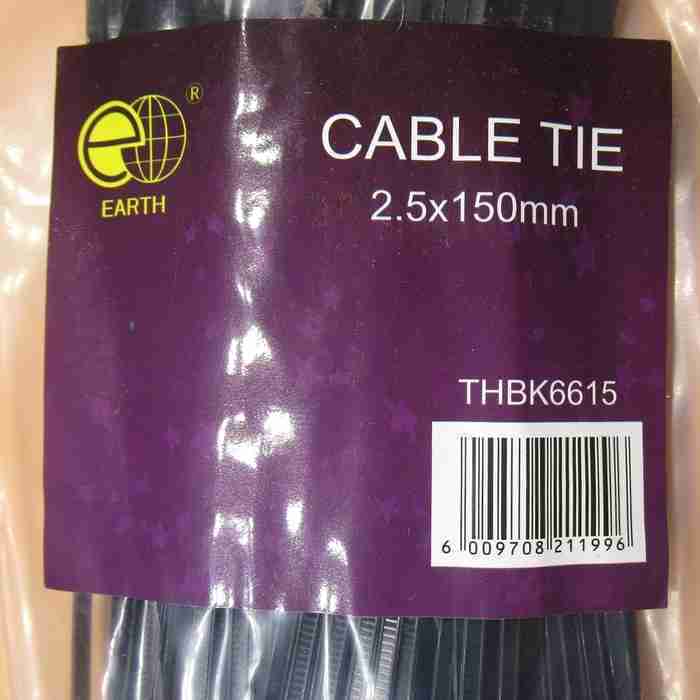 e
®
EARTH
CABLE TIE
2.5x150mm
THBK6615
6 009708 211996